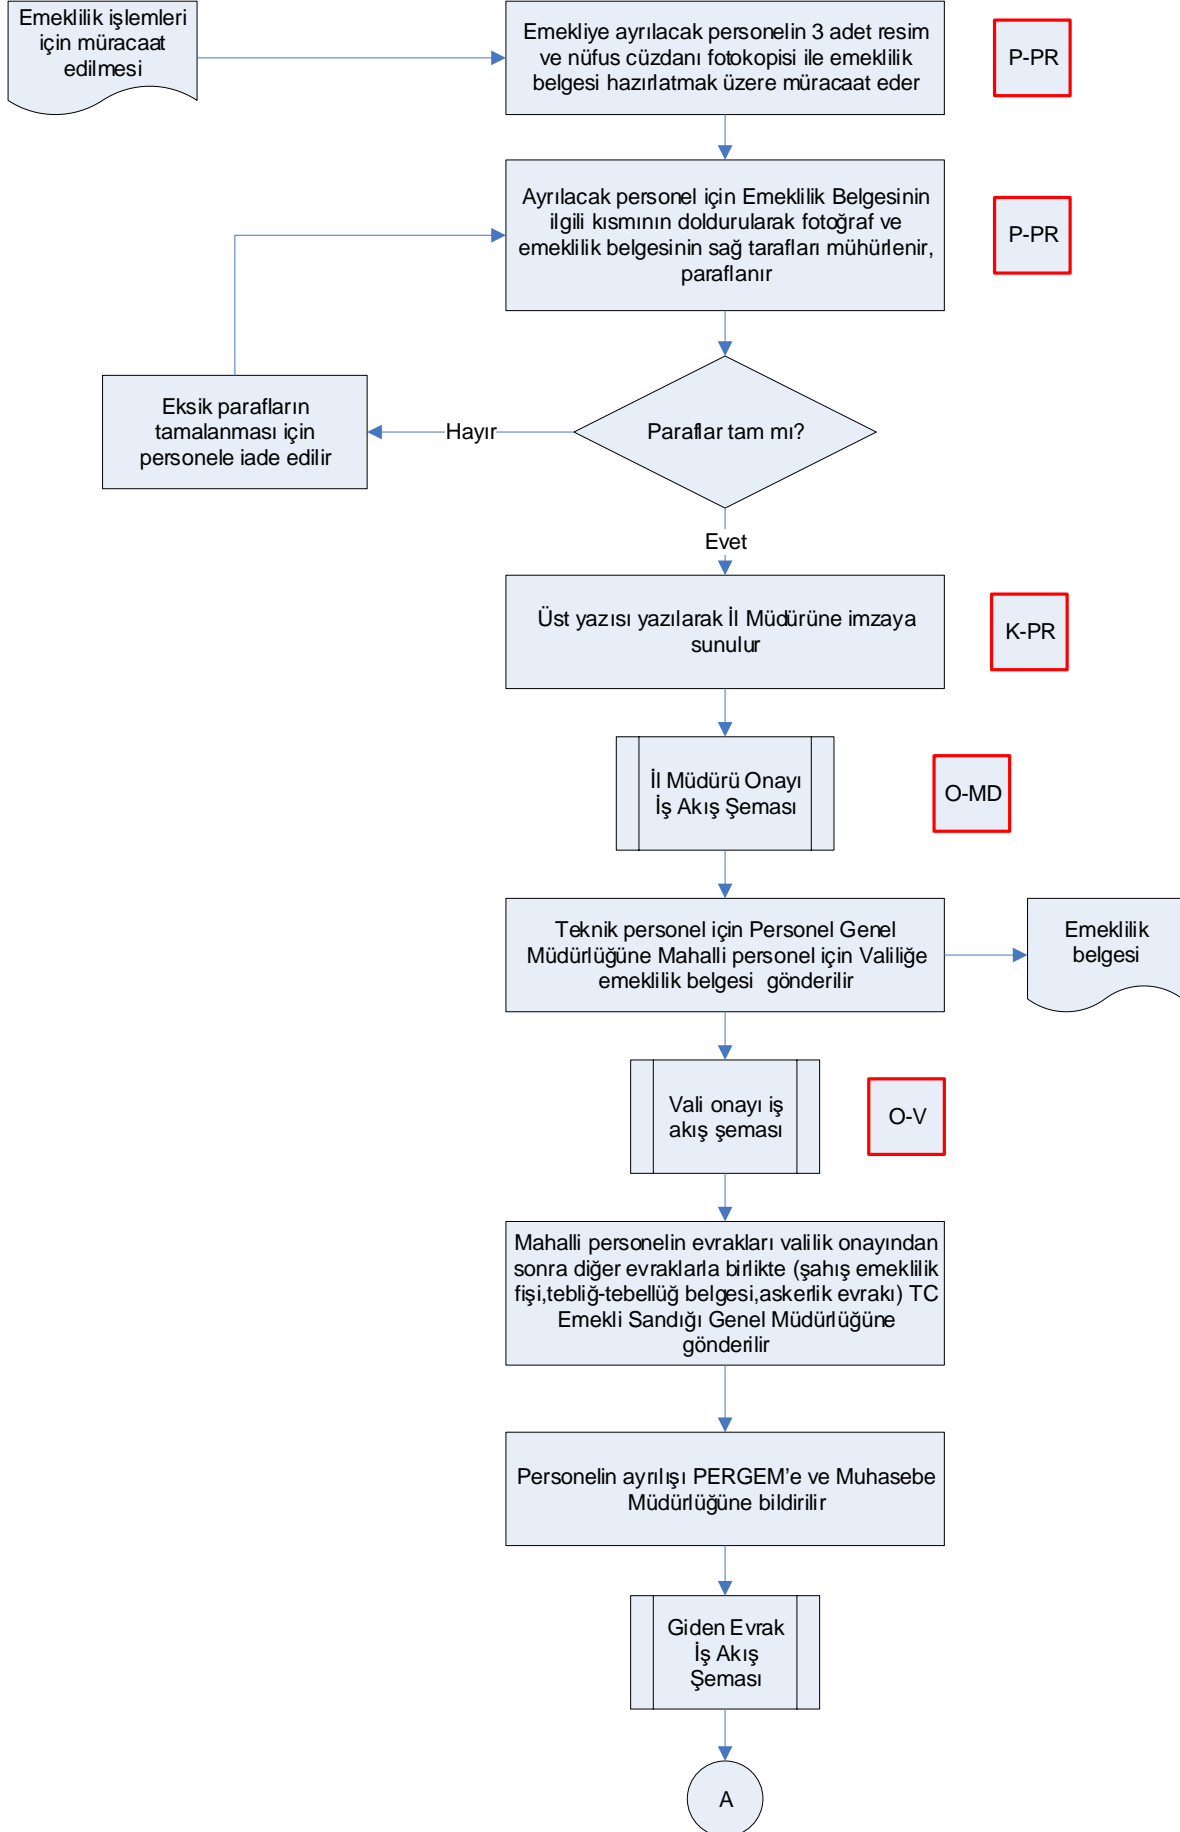 Emeklilik işlemleri
için müracaat
edilmesi
Emekliye ayrılacak personelin 3 adet resim
ve nüfus cüzdanı fotokopisi ile emeklilik
belgesi hazırlatmak üzere müracaat eder
P-PR
Ayrılacak personel için Emeklilik Belgesinin
ilgili kısmının doldurularak fotoğraf ve
emeklilik belgesinin sağ tarafları mühürlenir,
paraflanır
P-PR
Eksik parafların
tamalanması için
personele iade edilir
Hayır
Paraflar tam mı?
Evet
Üst yazısı yazılarak İl Müdürüne imzaya
sunulur
K-PR
İl Müdürü Onayı
İş Akış Şeması
O-MD
Teknik personel için Personel Genel
Müdürlüğüne Mahalli personel için Valiliğe
emeklilik belgesi  gönderilir
Emeklilik
belgesi
Vali onayı iş
akış şeması
O-V
Mahalli personelin evrakları valilik onayından
sonra diğer evraklarla birlikte (şahış emeklilik
fişi,tebliğ-tebellüğ belgesi,askerlik evrakı) TC
Emekli Sandığı Genel Müdürlüğüne
gönderilir
Personelin ayrılışı PERGEM’e ve Muhasebe
Müdürlüğüne bildirilir
Giden Evrak
İş Akış
Şeması
A